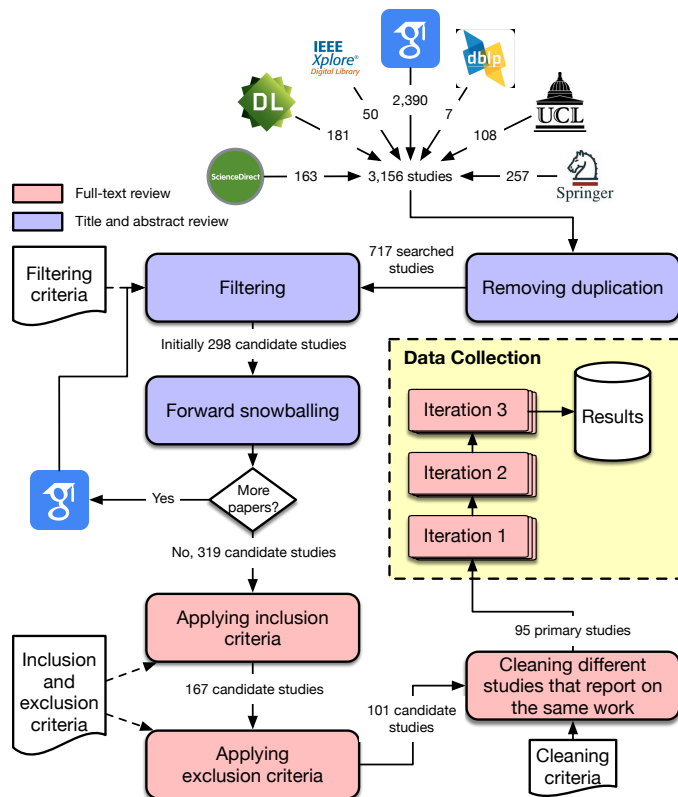 IEEE
Xplore®
Digital Library
dblp
DL
UCL
2,390
50
7
181
108
ScienceDirect
163
3,156 studies
257
Springer
Full-text review
Title and abstract review
717 searched
studies
Filtering
criteria
Filtering
Removing duplication
Initially 298 candidate studies
Data Collection
Forward snowballing
Iteration 3
Results
Iteration 2
More
papers?
Yes
Iteration 1
No, 319 candidate studies
Applying inclusion
criteria
95 primary studies
Inclusion
and
exclusion
criteria
167 candidate studies
Cleaning different
studies that report on
the same work
101 candidate
studies
Applying
exclusion criteria
Cleaning
criteria